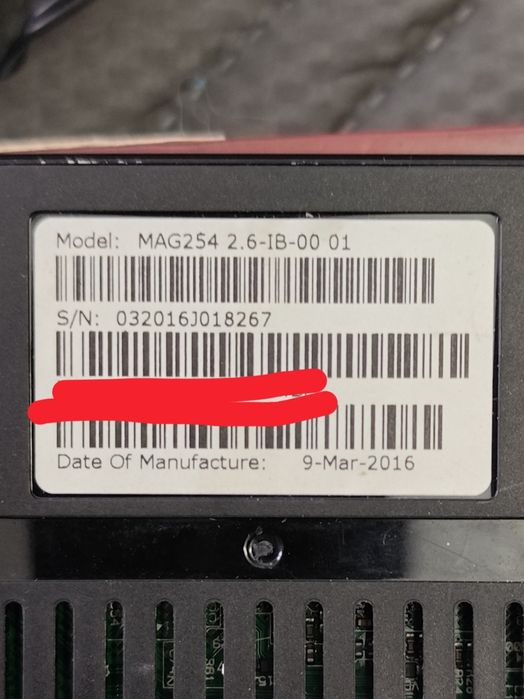 Model: MAG254 2.6-IB-00 01
S/N: 032016J018267
Date Of Manufacture: 9-Mar-2016